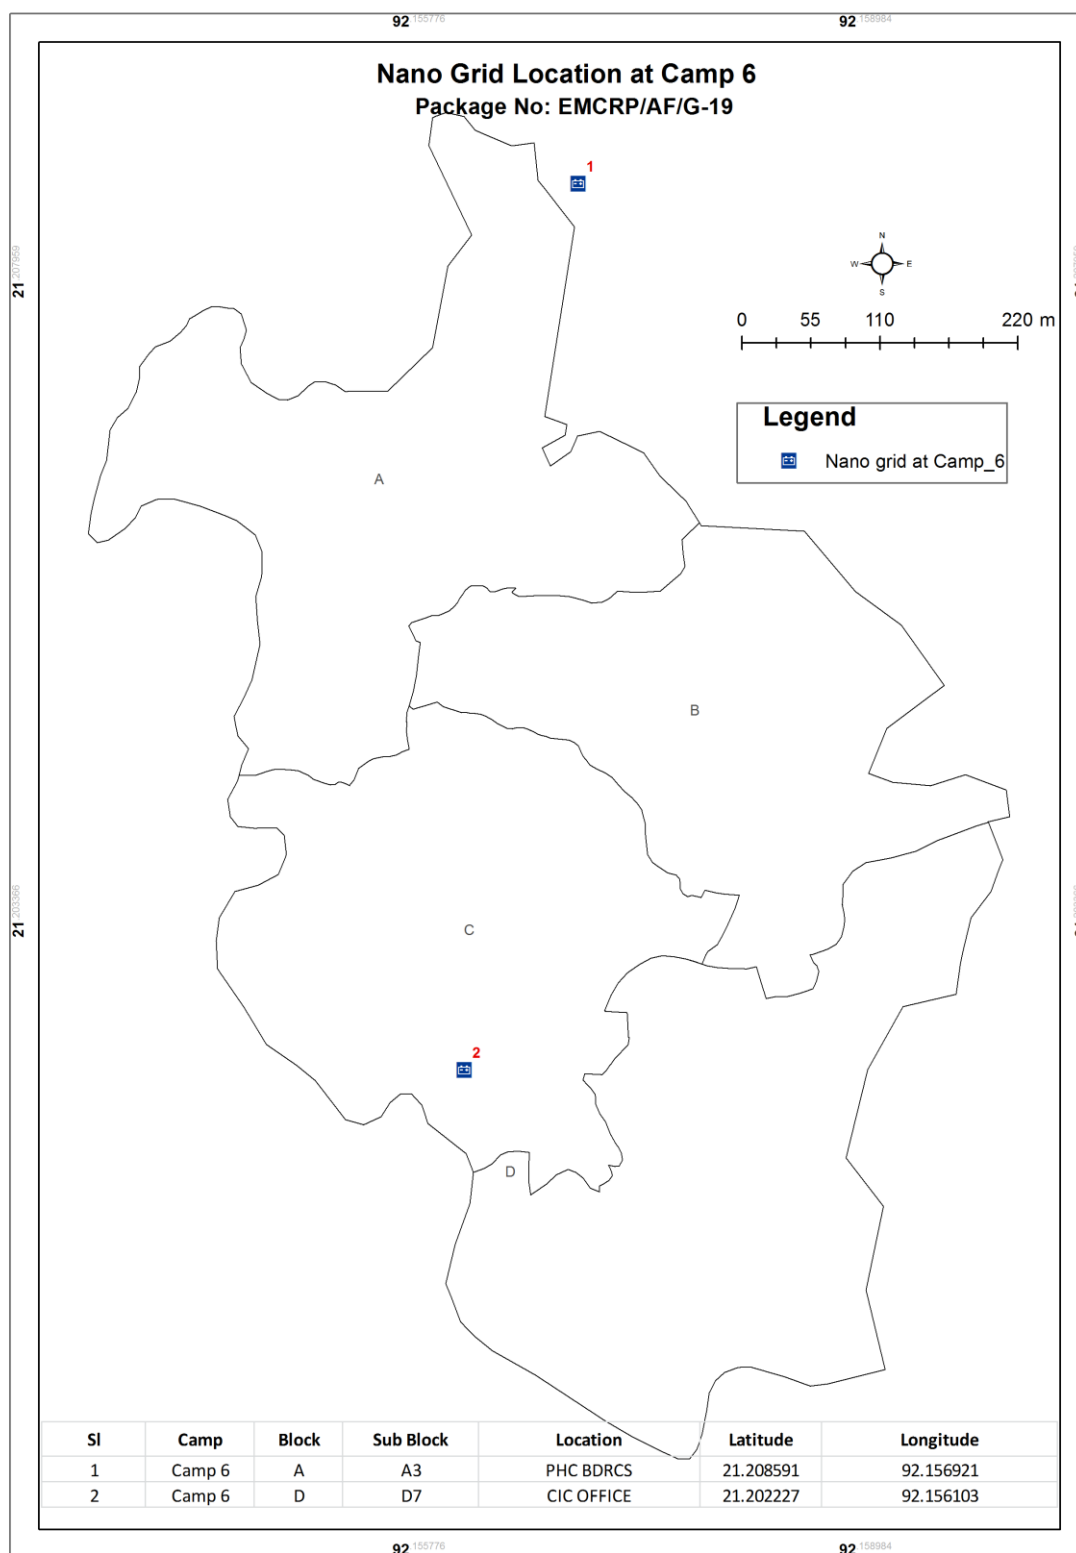 92 155776 92 158984
Nano Grid Location at Camp 6
Package No: EMCRP/AF/G-19
1
N
W E
S
21 207959
0 55 110 220 m
Legend
Nano grid at Camp_6
A
B
21 203366
C
2
D
Sl Camp Block Sub Block Location Latitude Longitude
1 Camp 6 A A3 PHC BDRCS 21.208591 92.156921
2 Camp 6 D D7 CIC OFFICE 21.202227 92.156103
92 155776 92 158984